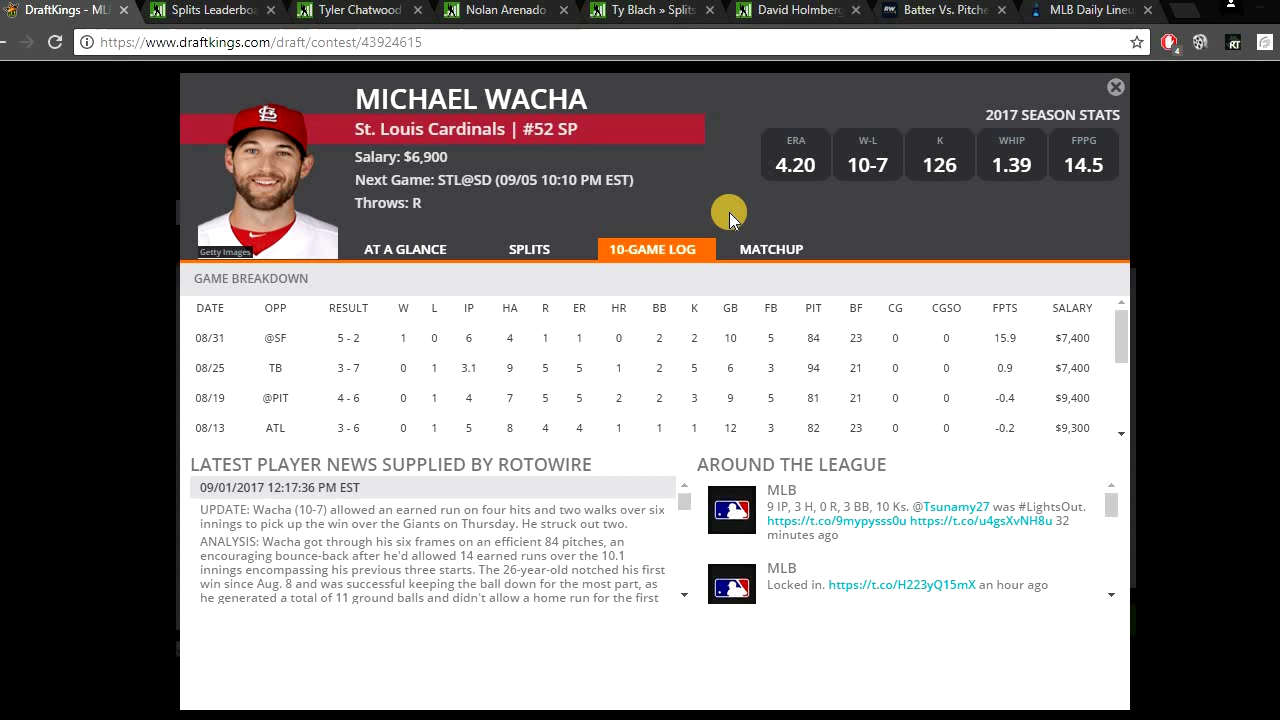 DraftKings - ML
Splits Leaderboa
Tyler Chatwood
Nolan Arenado
Ty Blach » Splits
David Holmberg
Batter Vs. Pitche
MLB Daily Lineu
https://www.draftkings.com/draft/contest/43924615
MICHAEL WACHA
St. Louis Cardinals | #52 SP
Salary: $6,900
Next Game: STL@SD (09/05 10:10 PM EST)
Throws: R
Getty Images
2017 SEASON STATS
ERA W-L K WHIP FPPG
4.20 10-7 126 1.39 14.5
AT A GLANCE SPLITS 10-GAME LOG MATCHUP
GAME BREAKDOWN
DATE OPP RESULT W L IP HA R ER HR BB K GB FB PIT BF CG CGSO FPTS SALARY
08/31 @SF 5 - 2 1 0 6 4 1 1 0 2 2 10 5 84 23 0 0 15.9 $7,400
08/25 TB 3 - 7 0 1 3.1 9 5 5 1 2 5 6 3 94 21 0 0 0.9 $7,400
08/19 @PIT 4 - 6 0 1 4 7 5 5 2 2 3 9 5 81 21 0 0 -0.4 $9,400
08/13 ATL 3 - 6 0 1 5 8 4 4 1 1 1 12 3 82 23 0 0 -0.2 $9,300
LATEST PLAYER NEWS SUPPLIED BY ROTOWIRE
09/01/2017 12:17:36 PM EST
UPDATE: Wacha (10-7) allowed an earned run on four hits and two walks over six
innings to pick up the win over the Giants on Thursday. He struck out two.
ANALYSIS: Wacha got through his six frames on an efficient 84 pitches, an
encouraging bounce-back after he'd allowed 14 earned runs over the 10.1
innings encompassing his previous three starts. The 26-year-old notched his first
win since Aug. 8 and was successful keeping the ball down for the most part, as
he generated a total of 11 ground balls and didn't allow a home run for the first
AROUND THE LEAGUE
MLB
9 IP, 3 H, 0 R, 3 BB, 10 Ks. @Tsunamy27 was #LightsOut.
https://t.co/9mypysss0u https://t.co/u4gsXvNH8u 32
minutes ago
MLB
Locked in. https://t.co/H223yQ15mX an hour ago